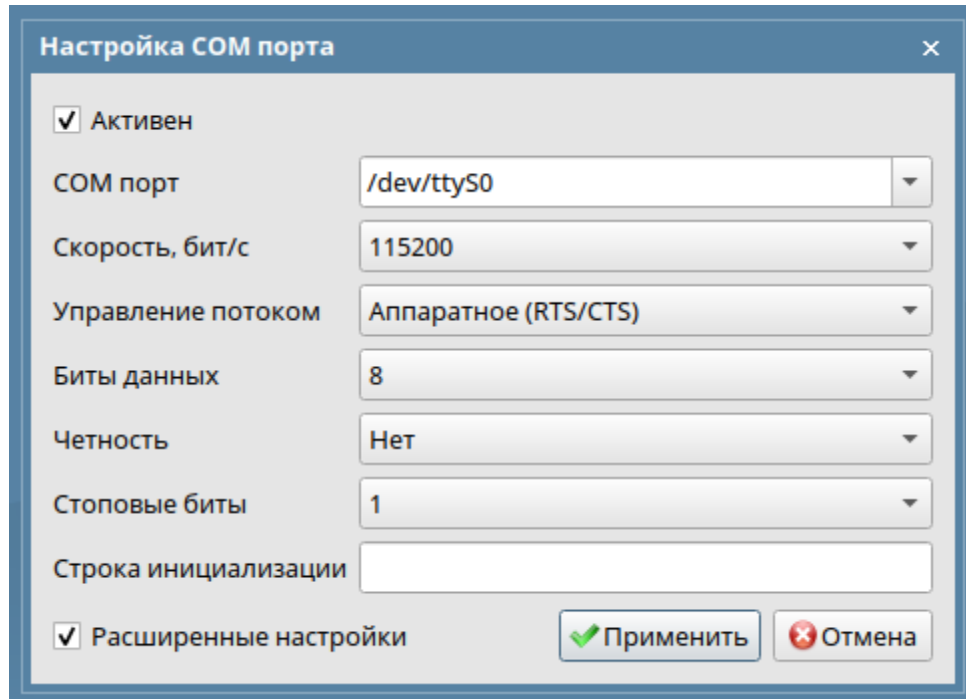 Настройка COM порта
Активен
COM порт /dev/ttyS0
Скорость, бит/с 115200
Управление потоком Аппаратное (RTS/CTS)
Биты данных 8
Четность Нет
Стоповые биты 1
Строка инициализации
Расширенные настройки Применить Отмена